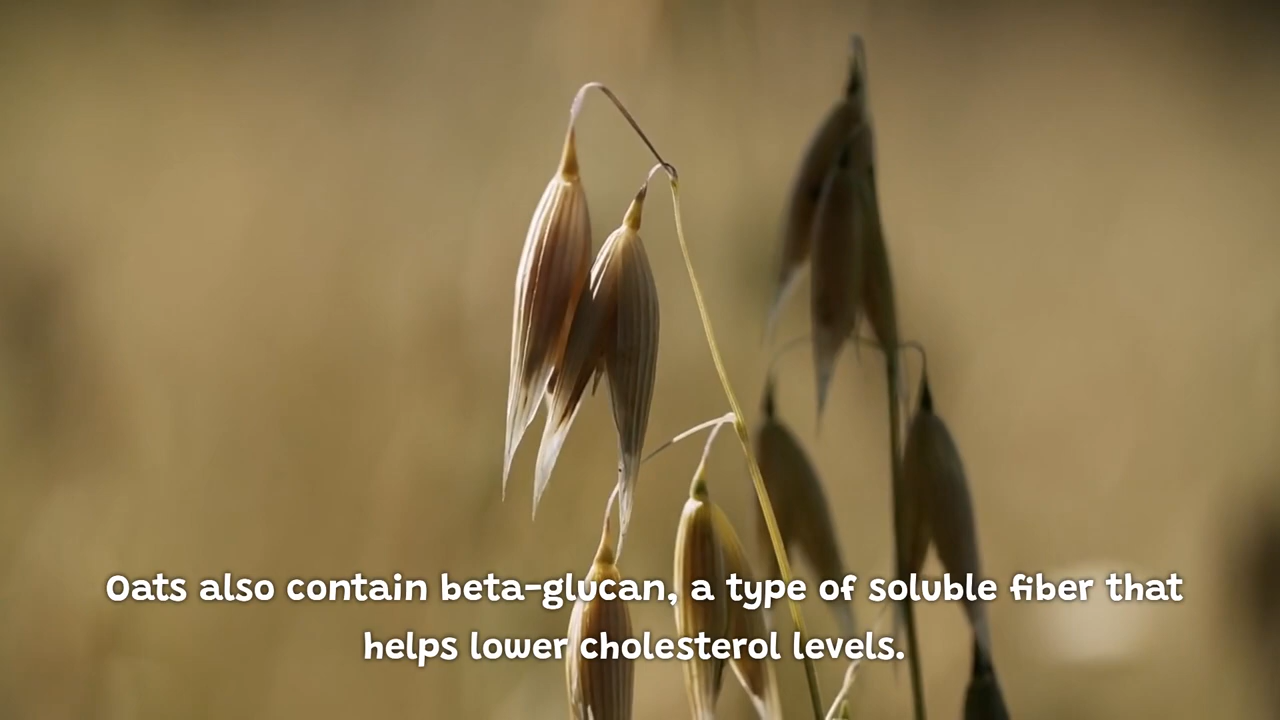 Oats also contain beta-glucan, a type of soluble fiber that
helps lower cholesterol levels.